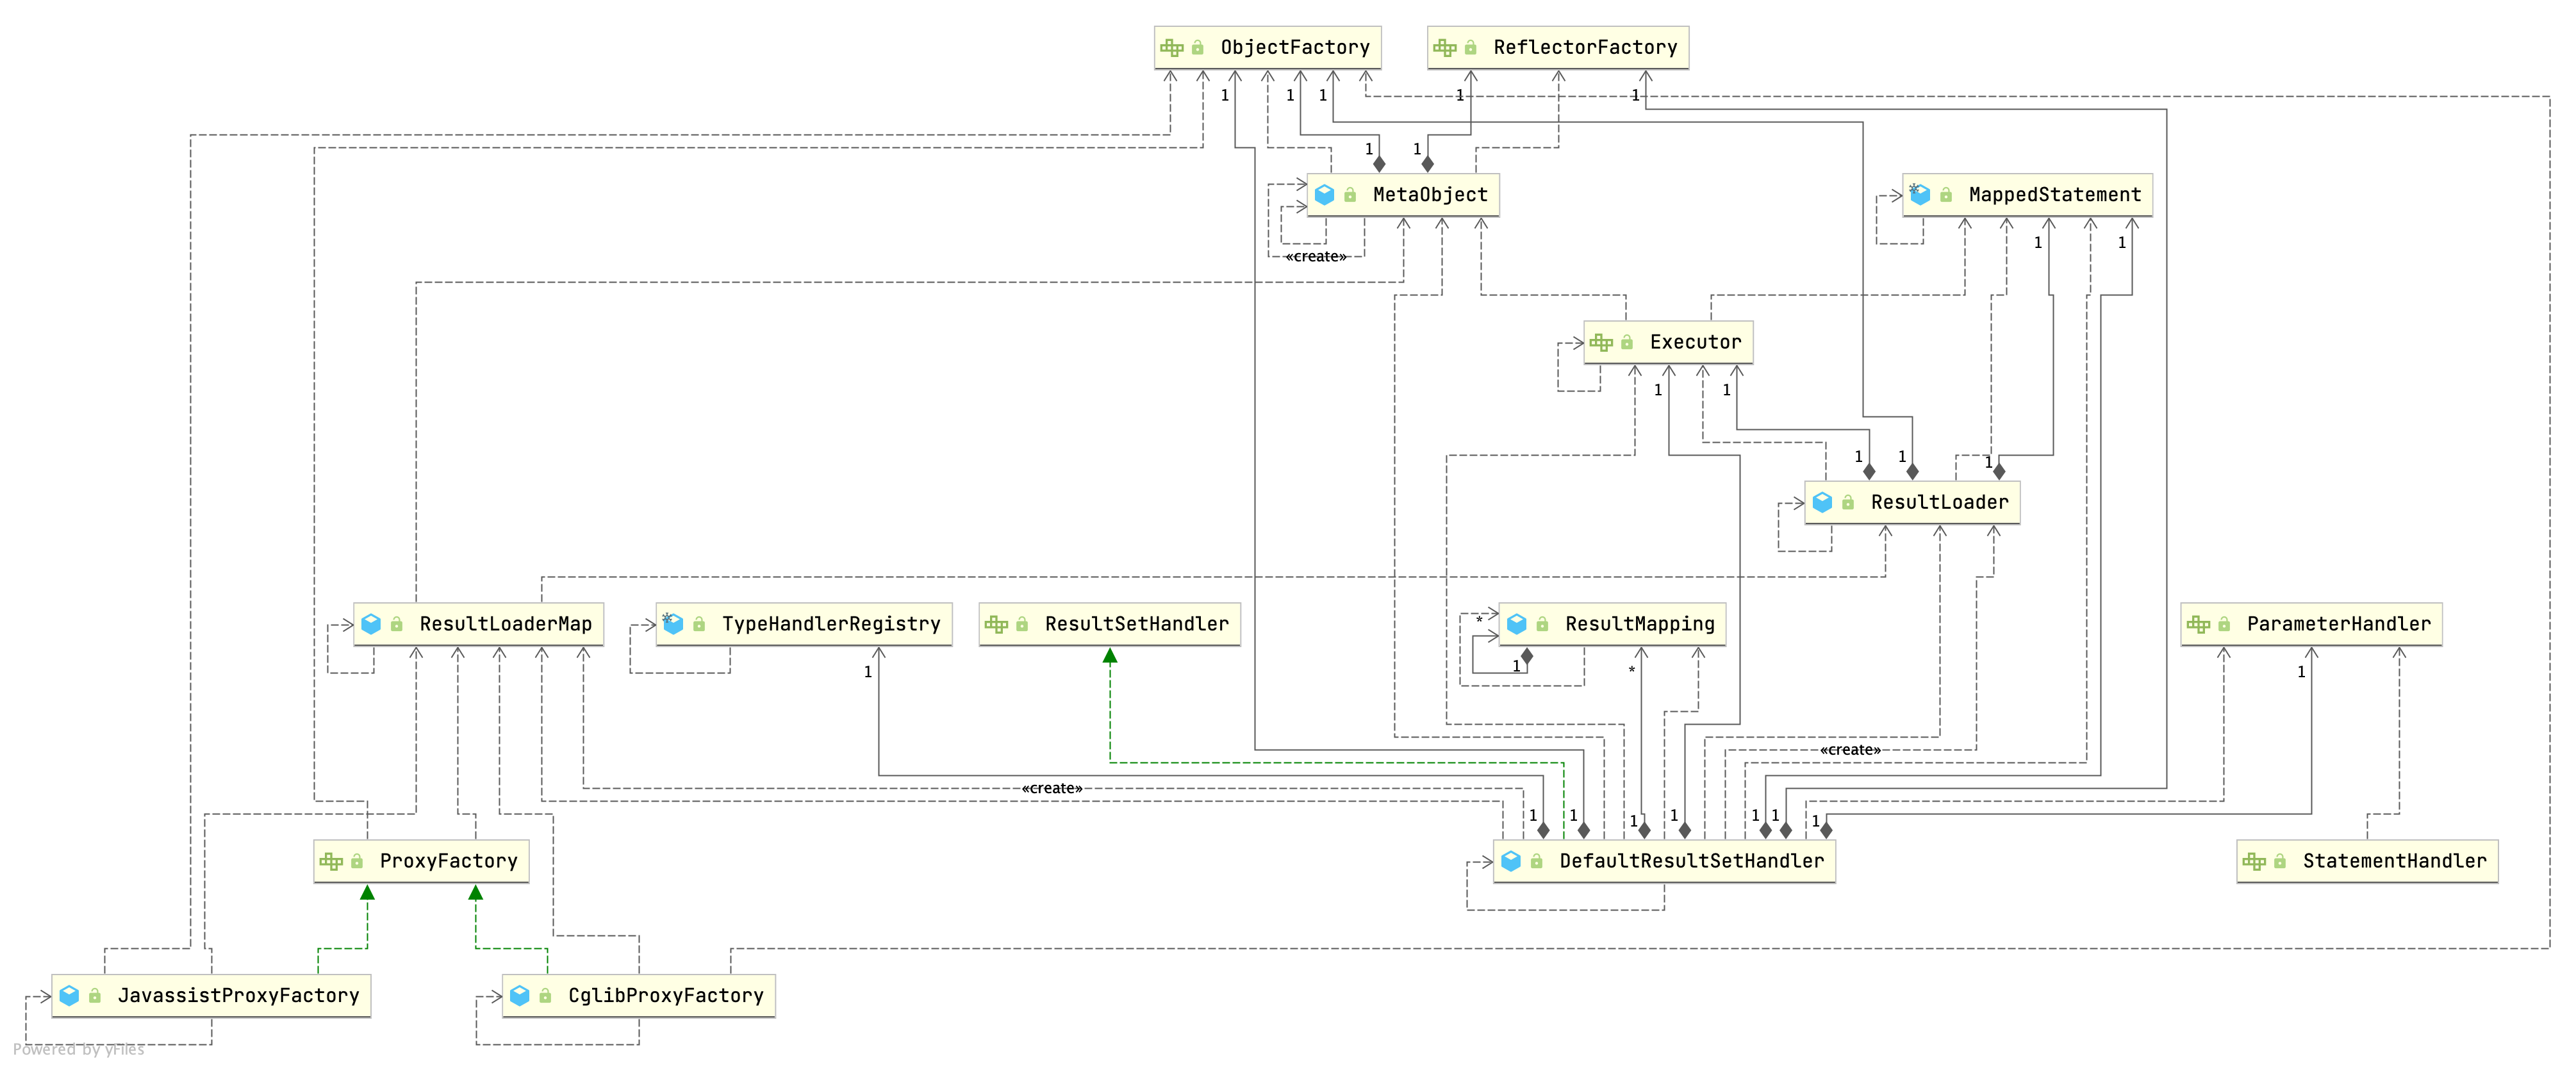 ObjectFactory ReflectorFactory
1 1 1 1 1
1 1
MetaObject MappedStatement
1 1
«create»
Executor
1 1
1 1 1
ResultLoader
ResultLoaderMap TypeHandlerRegistry ResultSetHandler * ResultMapping ParameterHandler
1 1 * 1
«create»
«create»
1 1 1 1 1 1 1
ProxyFactory DefaultResultSetHandler StatementHandler
JavassistProxyFactory CglibProxyFactory
Powered by yFiles